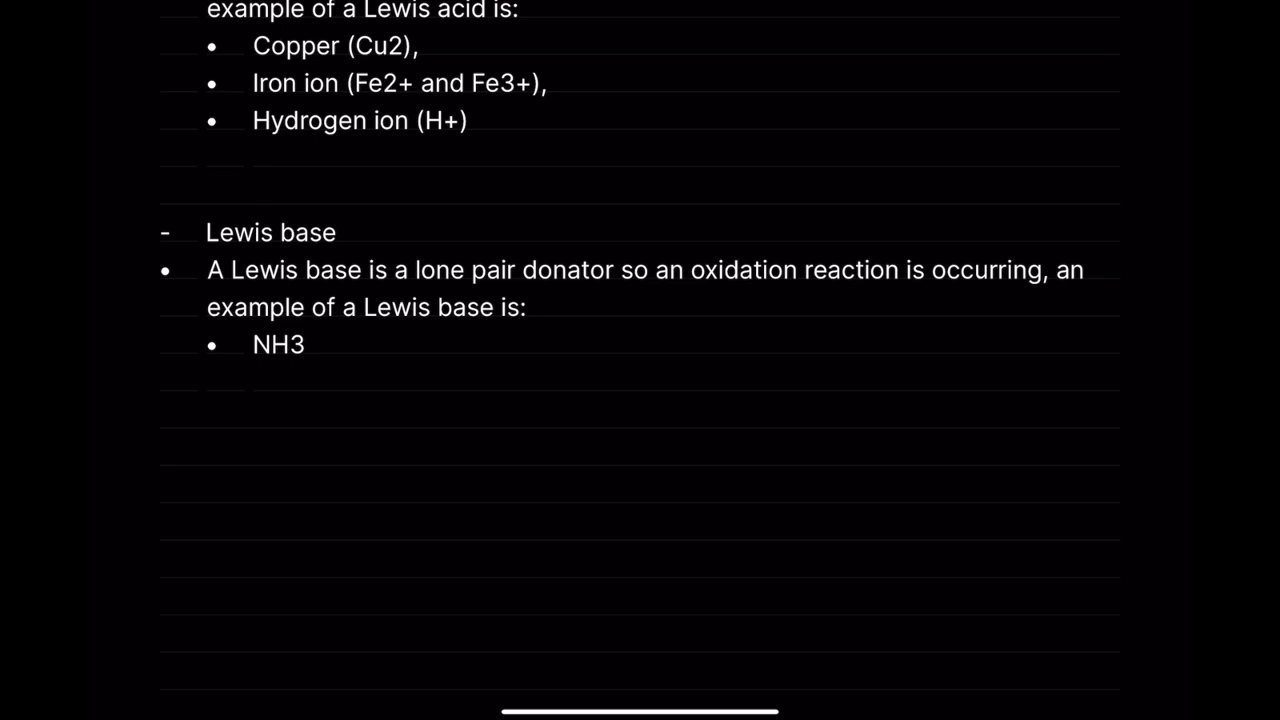 example of a Lewis acid is:
• Copper (Cu2),
• Iron ion (Fe2+ and Fe3+),
• Hydrogen ion (H+)
- Lewis base
• A Lewis base is a lone pair donator so an oxidation reaction is occurring, an
example of a Lewis base is:
• NH3